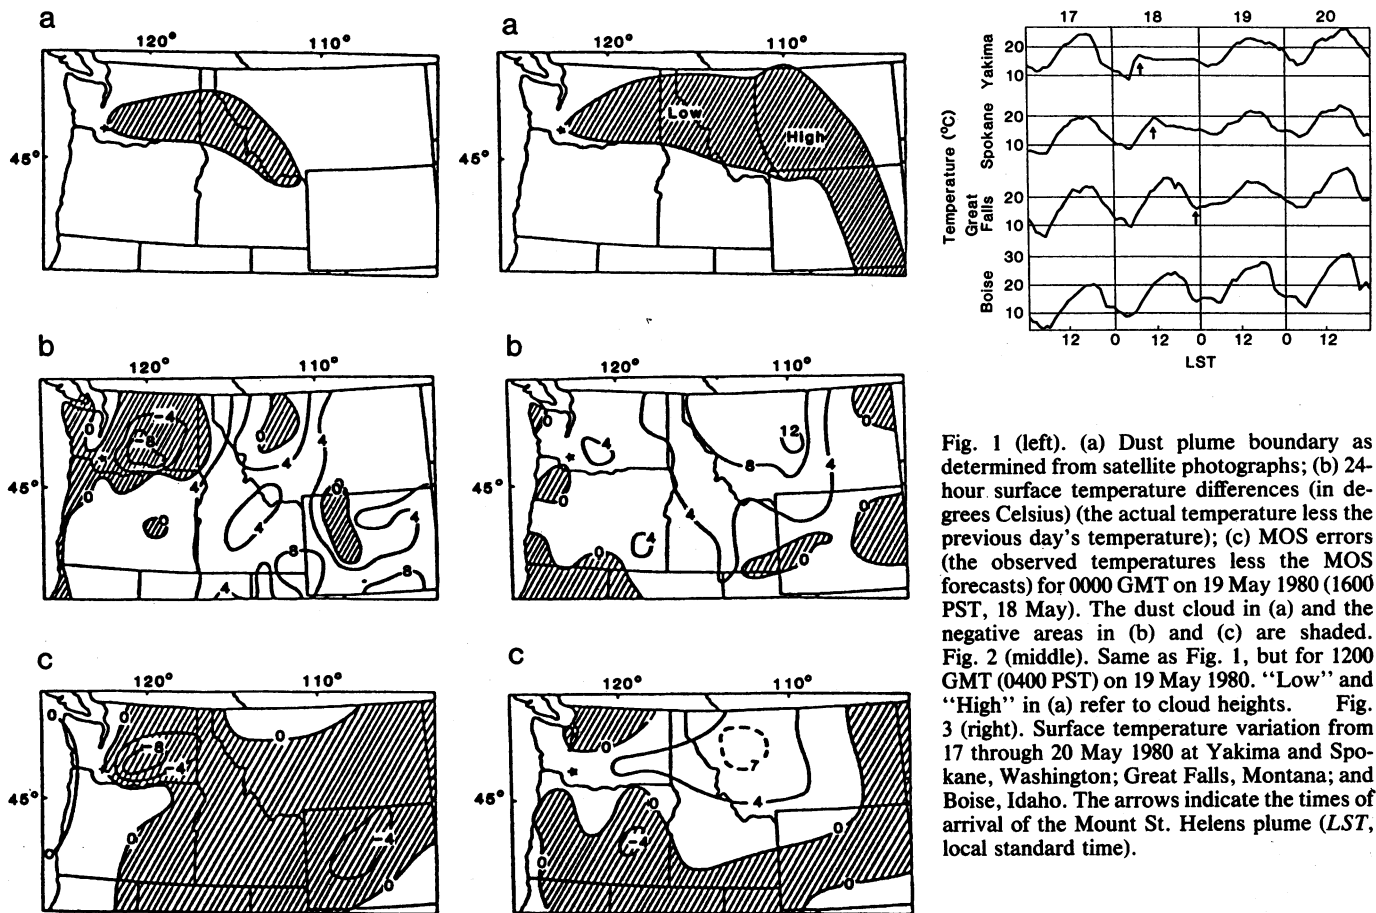 a
120°
110°
45°
b
120°
110°
-4
-8
0
0
0
4
4
45°
0
0
4
0
4
8
8
4
c
120°
110°
0
0
-8
-4
0
45°
0
0
-4
0
a
120°
110°
Low
High
45°
b
120°
110°
0
4
12
8
4
0
45°
0
4
0
4
0
0
c
120°
110°
0
7
4
45°
0
-4
0
0
17
18
19
20
Temperature (°C)
Yakima
20
10
Spokane
20
10
Great
Falls
20
10
Boise
30
20
10
12 0 12 0 12 0 12
LST
Fig. 1 (left). (a) Dust plume boundary as
determined from satellite photographs; (b) 24-
hour surface temperature differences (in de-
grees Celsius) (the actual temperature less the
previous day's temperature); (c) MOS errors
(the observed temperatures less the MOS
forecasts) for 0000 GMT on 19 May 1980 (1600
PST, 18 May). The dust cloud in (a) and the
negative areas in (b) and (c) are shaded.
Fig. 2 (middle). Same as Fig. 1, but for 1200
GMT (0400 PST) on 19 May 1980. “Low” and
“High” in (a) refer to cloud heights. Fig.
3 (right). Surface temperature variation from
17 through 20 May 1980 at Yakima and Spo-
kane, Washington; Great Falls, Montana; and
Boise, Idaho. The arrows indicate the times of
arrival of the Mount St. Helens plume (LST,
local standard time).